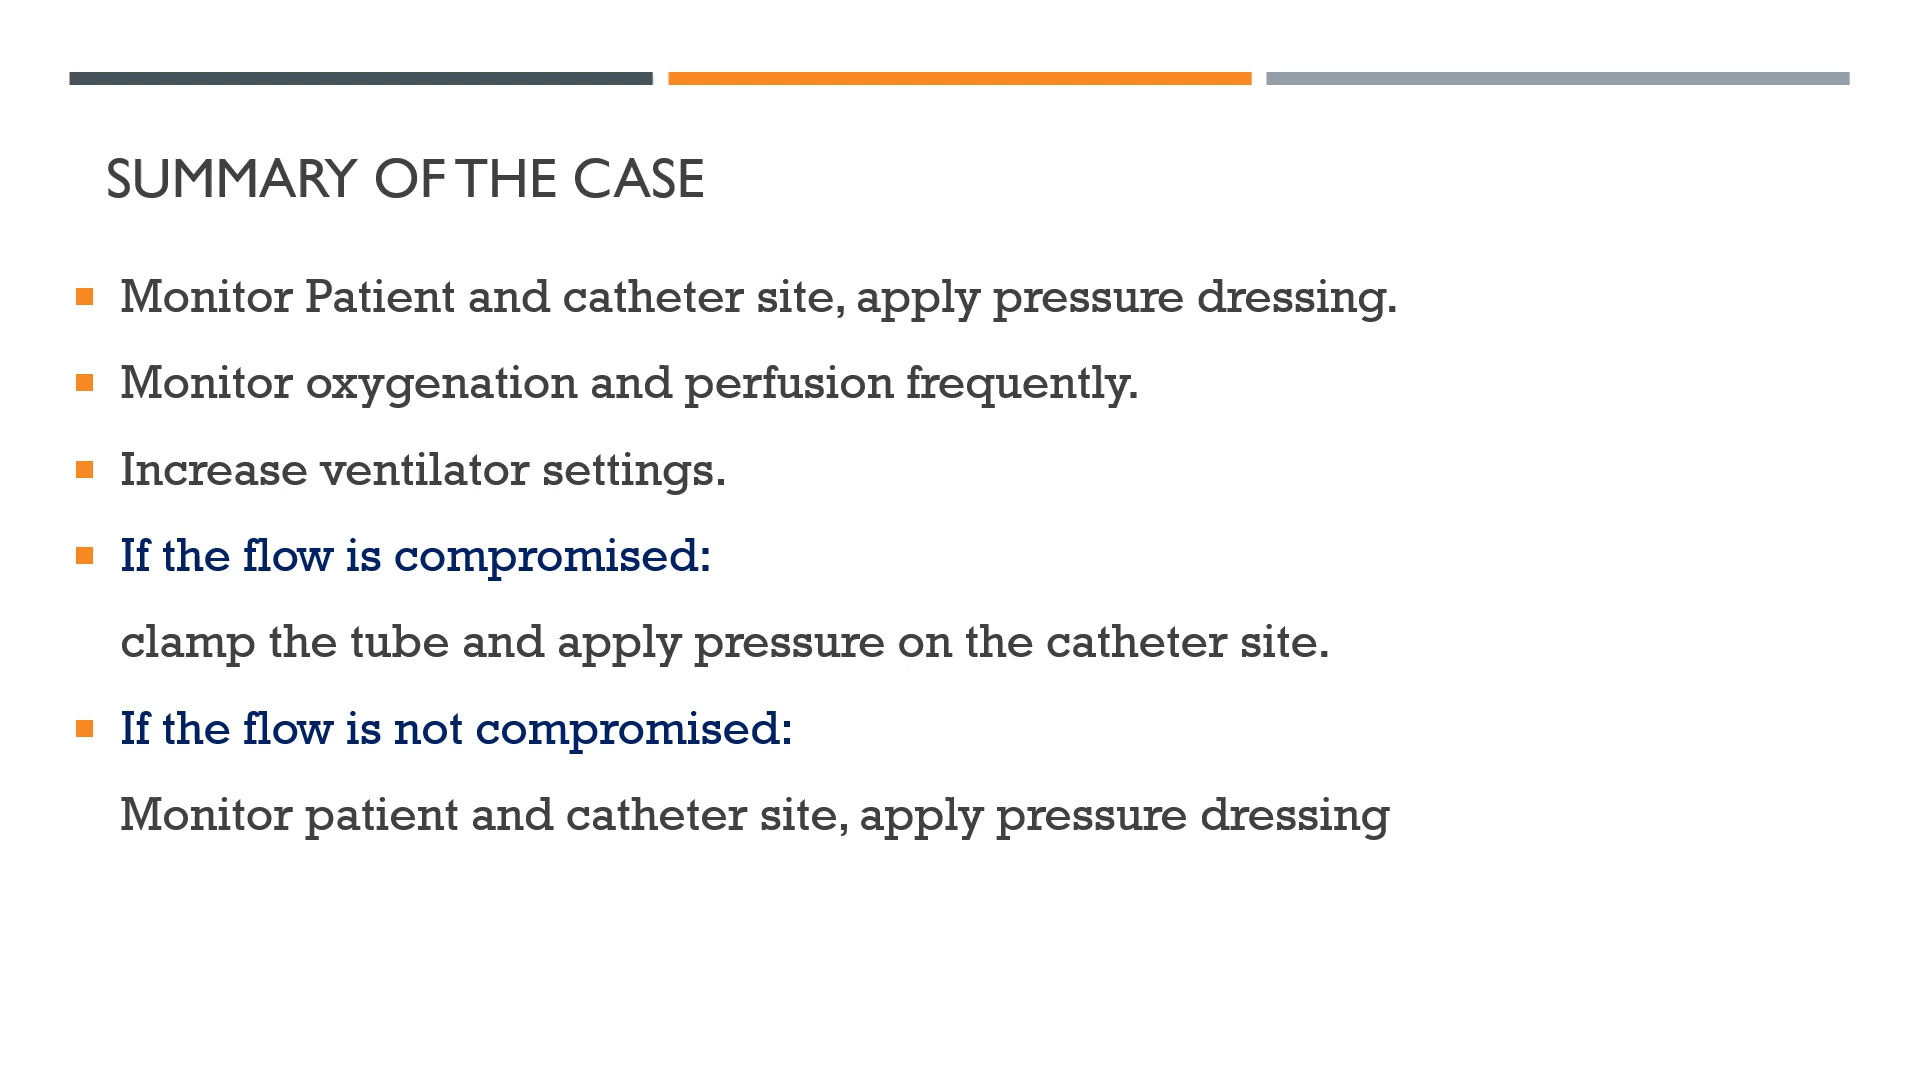 SUMMARY OF THE CASE
Monitor Patient and catheter site, apply pressure dressing.
Monitor oxygenation and perfusion frequently.
Increase ventilator settings.
If the flow is compromised:
clamp the tube and apply pressure on the catheter site.
If the flow is not compromised:
Monitor patient and catheter site, apply pressure dressing